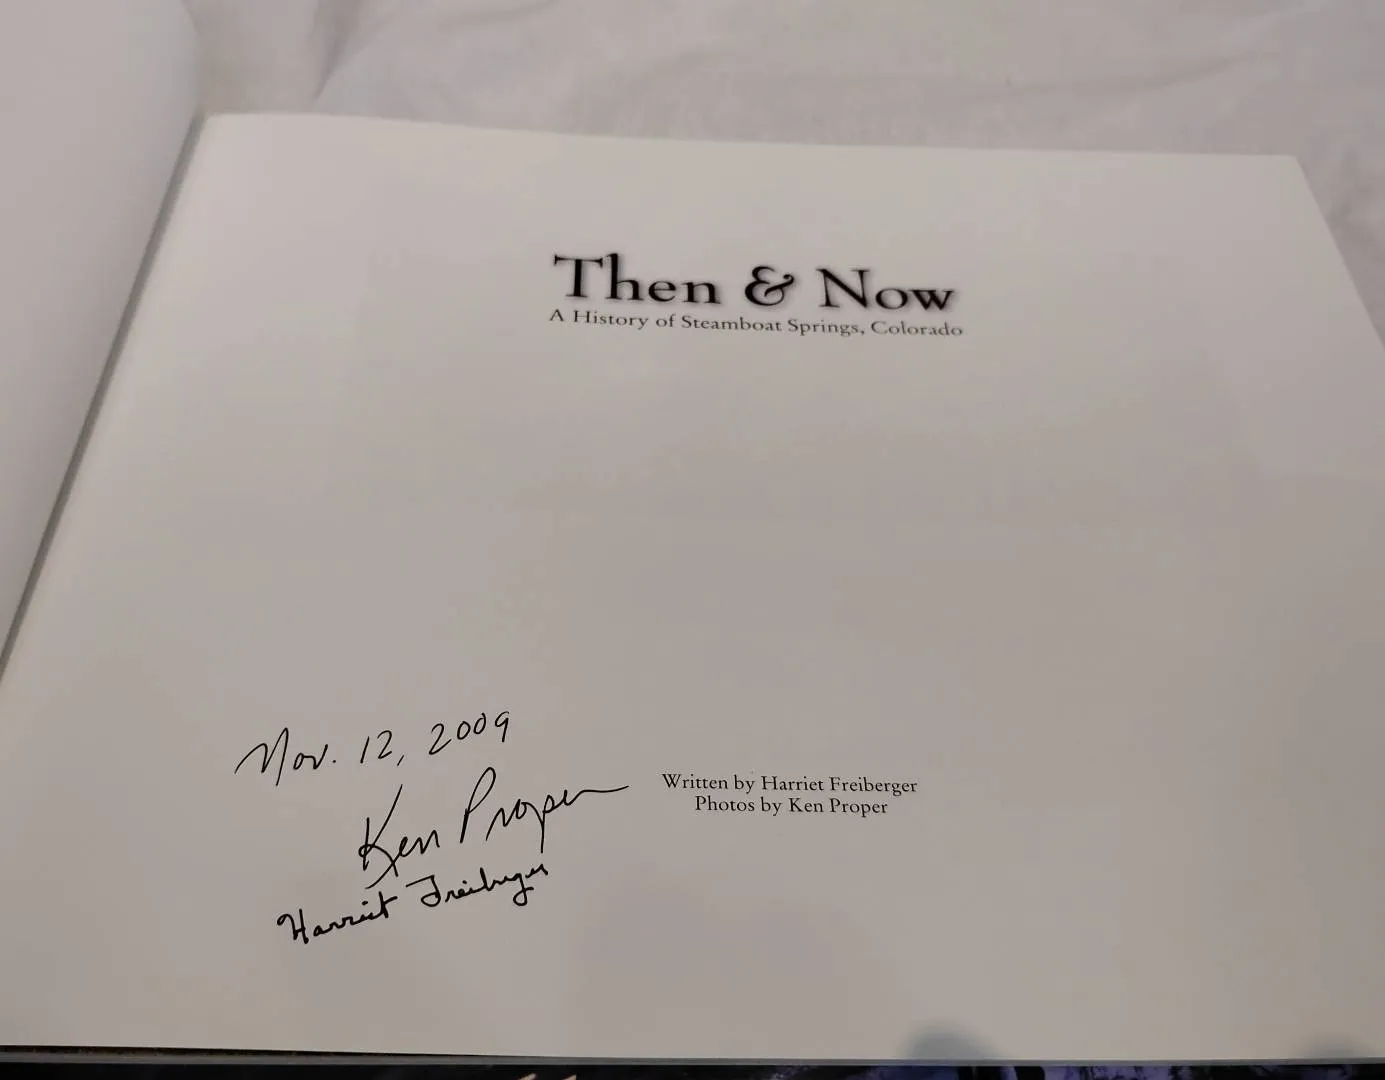 Then & Now
A History of Steamboat Springs, Colorado
Nov. 12, 2009
Ken Proper
Harriet Freiberger
Written by Harriet Freiberger
Photos by Ken Proper